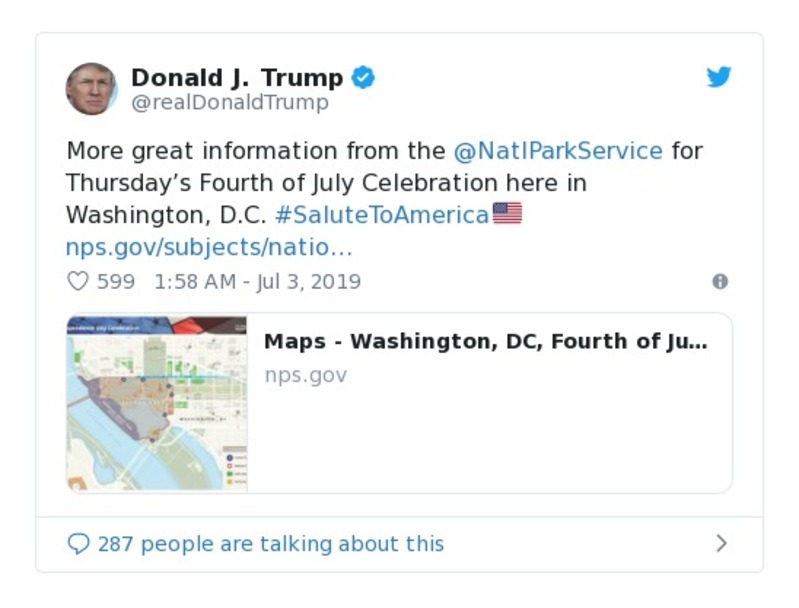 Donald J. Trump
@realDonaldTrump
More great information from the @NatlParkService for
Thursday’s Fourth of July Celebration here in
Washington, D.C. #SaluteToAmerica
nps.gov/subjects/natio…
599 1:58 AM - Jul 3, 2019
Maps - Washington, DC, Fourth of Ju...
nps.gov
287 people are talking about this